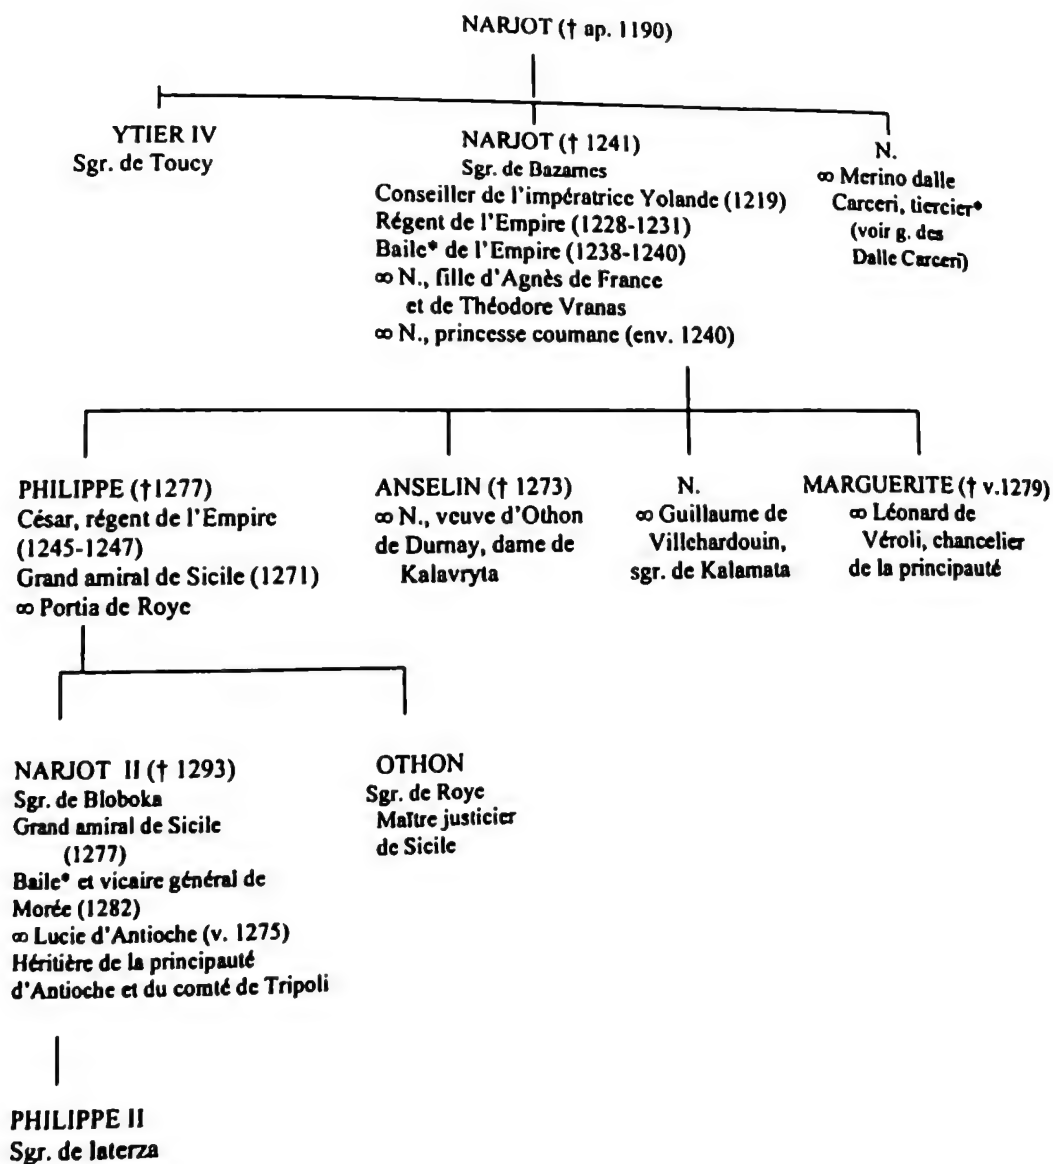 NARJOT († ap. 1190)
YTIER IV
Sgr. de Toucy
NARJOT († 1241)
Sgr. de Bazarnes
Conseiller de l'impératrice Yolande (1219)
Régent de l'Empire (1228-1231)
Baile* de l'Empire (1238-1240)
∞ N., fille d'Agnès de France
et de Théodore Vranas
∞ N., princesse coumane (env. 1240)
N.
∞ Merino dalle
Carceri, tiercier*
(voir g. des
Dalle Carceri)
PHILIPPE (†1277)
César, régent de l'Empire
(1245-1247)
Grand amiral de Sicile (1271)
∞ Portia de Roye
ANSELIN († 1273)
∞ N., veuve d'Othon
de Durnay, dame de
Kalavryta
N.
∞ Guillaume de
Villehardouin,
sgr. de Kalamata
MARGUERITE († v.1279)
∞ Léonard de
Véroli, chancelier
de la principauté
NARJOT II († 1293)
Sgr. de Bloboka
Grand amiral de Sicile
(1277)
Baile* et vicaire général de
Morée (1282)
∞ Lucie d'Antioche (v. 1275)
Héritière de la principauté
d'Antioche et du comté de Tripoli
OTHON
Sgr. de Roye
Maître justicier
de Sicile
PHILIPPE II
Sgr. de laterza